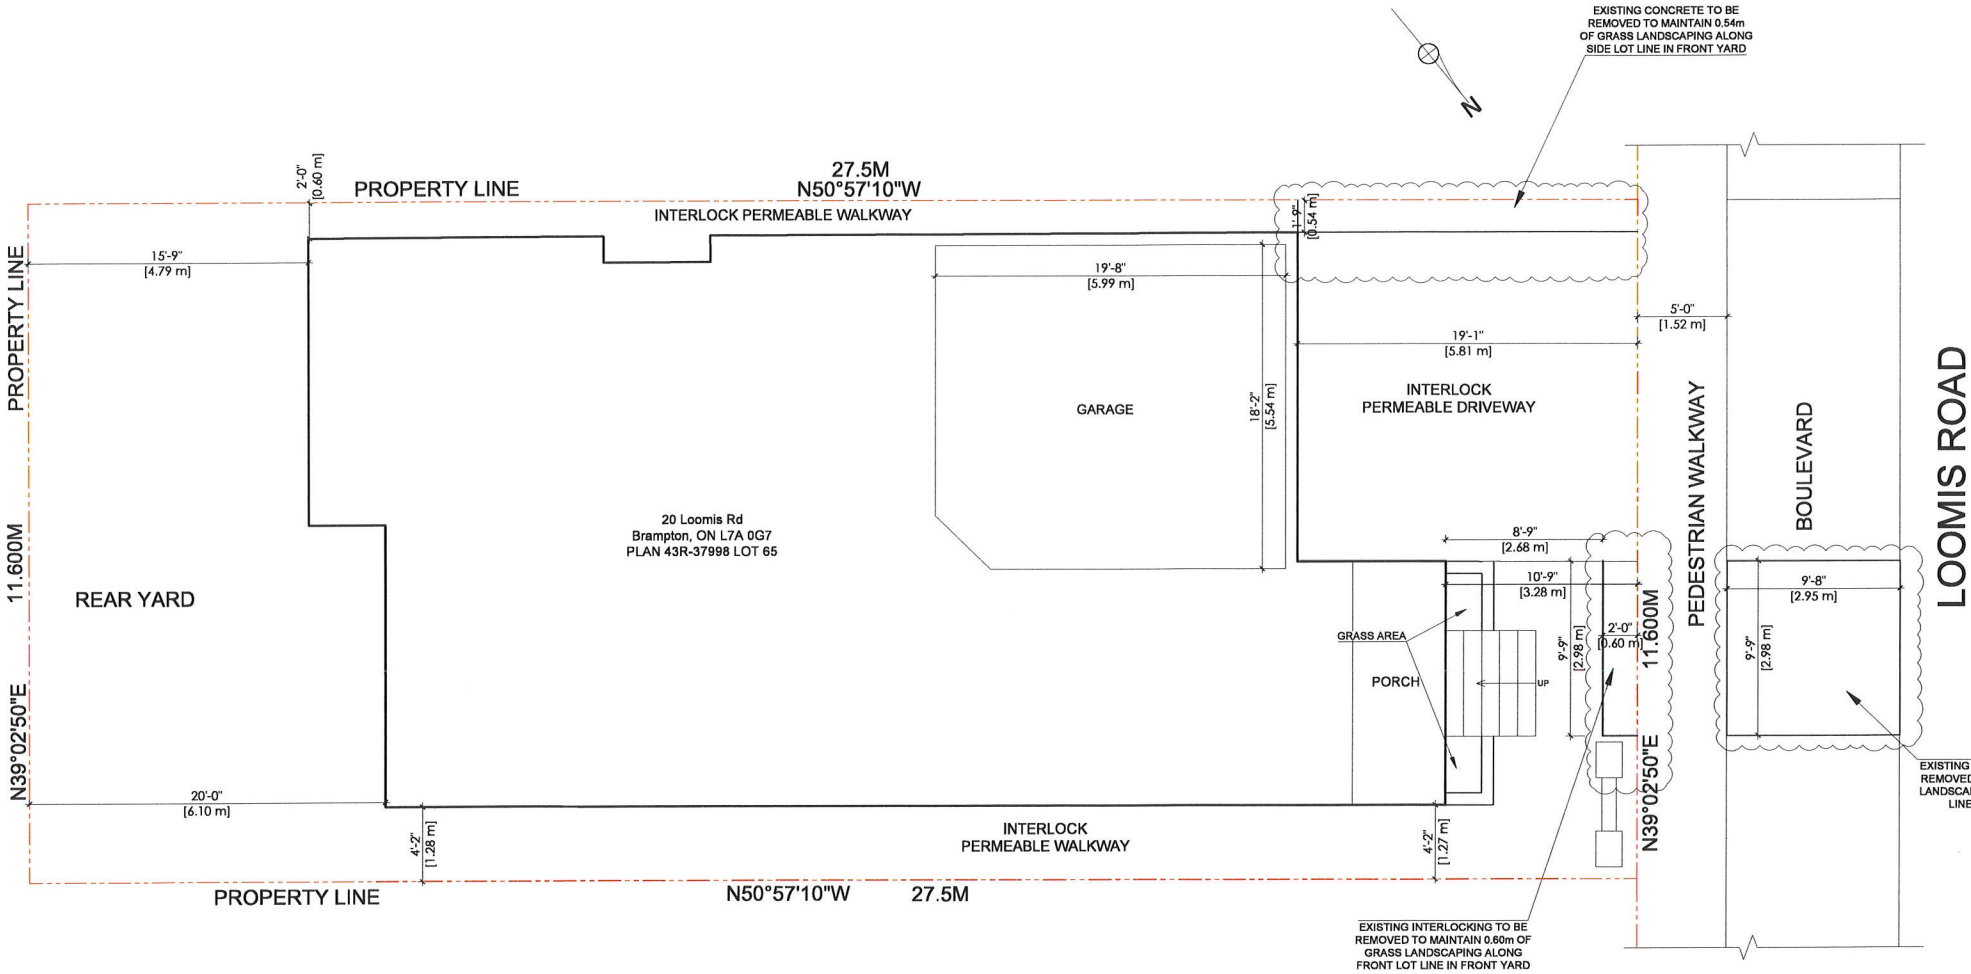 EXISTING CONCRETE TO BE
REMOVED TO MAINTAIN 0.54m
OF GRASS LANDSCAPING ALONG
SIDE LOT LINE IN FRONT YARD
N
2'-0"
[0.60 m]
PROPERTY LINE
27.5M
N50°57'10"W
INTERLOCK PERMEABLE WALKWAY
1'-9"
[0.54 m]
PROPERTY LINE
15'-9"
[4.79 m]
19'-8"
[5.99 m]
5'-0"
[1.52 m]
19'-1"
[5.81 m]
18'-2"
[5.54 m]
GARAGE
INTERLOCK
PERMEABLE DRIVEWAY
PEDESTRIAN WALKWAY
BOULEVARD
LOOMIS ROAD
20 Loomis Rd
Brampton, ON L7A 0G7
PLAN 43R-37998 LOT 65
11.600M
REAR YARD
8'-9"
[2.68 m]
10'-9"
[3.28 m]
9'-8"
[2.95 m]
GRASS AREA
2'-0"
[0.60 m]
11.600M
9'-9"
[2.98 m]
9'-9"
[2.98 m]
PORCH
UP
N39°02'50"E
N39°02'50"E
EXISTING
REMOVED
LANDSCA
LINE
20'-0"
[6.10 m]
4'-2"
[1.28 m]
INTERLOCK
PERMEABLE WALKWAY
4'-2"
[1.27 m]
PROPERTY LINE
N50°57'10"W
27.5M
EXISTING INTERLOCKING TO BE
REMOVED TO MAINTAIN 0.60m OF
GRASS LANDSCAPING ALONG
FRONT LOT LINE IN FRONT YARD